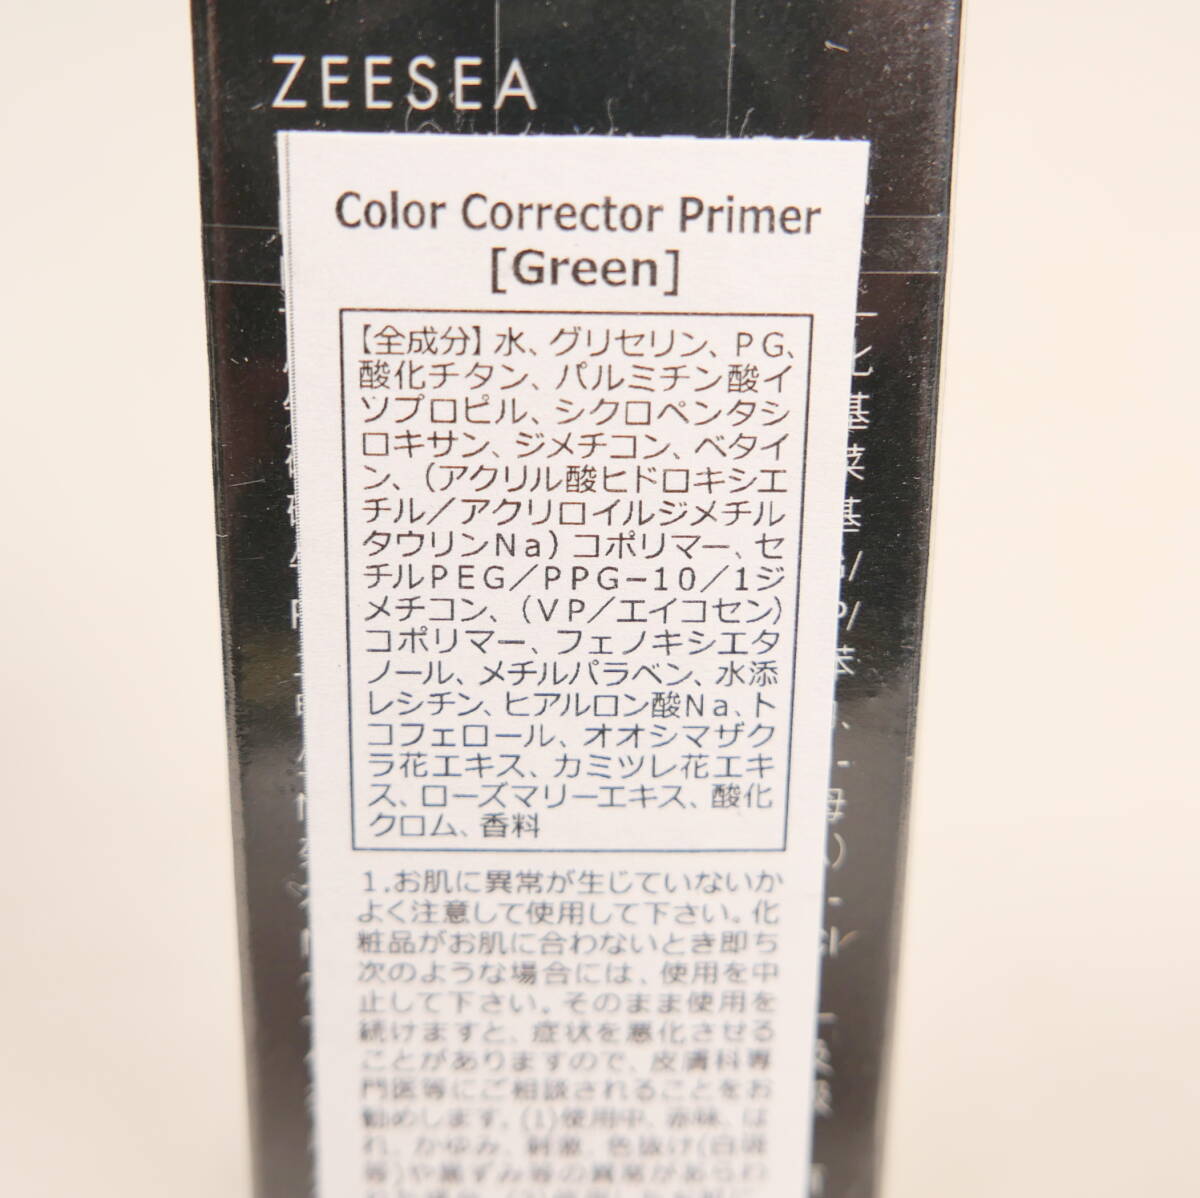 ZEESEA
Color Corrector Primer
[Green]
【全成分】水、グリセリン、PG、
酸化チタン、パルミチン酸イ
ソプロピル、シクロペンタシ
ロキサン、ジメチコン、ベタイ
ン、(アクリル酸ヒドロキシエ
チル/アクリロイルジメチル
タウリンNa)コポリマー、セ
チルPEG/PPG−10/1ジ
メチコン、(VP/エイコセン)
コポリマー、フェノキシエタ
ノール、メチルパラベン、水添
レシチン、ヒアルロン酸Na、ト
コフェロール、オオシマザク
ラ花エキス、カミツレ花エキ
ス、ローズマリーエキス、酸化
クロム、香料
1.お肌に異常が生じていないか
よく注意して使用して下さい。化
粧品がお肌に合わないとき即ち
次のような場合には、使用を中
止して下さい。そのまま使用を
続けますと、症状を悪化させる
ことがありますので、皮膚科専
門医等にご相談されることをお
勧めします。(1)使用中、赤味、は
れ、かゆみ、刺激、色抜け(白斑
等)や黒ずみ等の異常があらわ